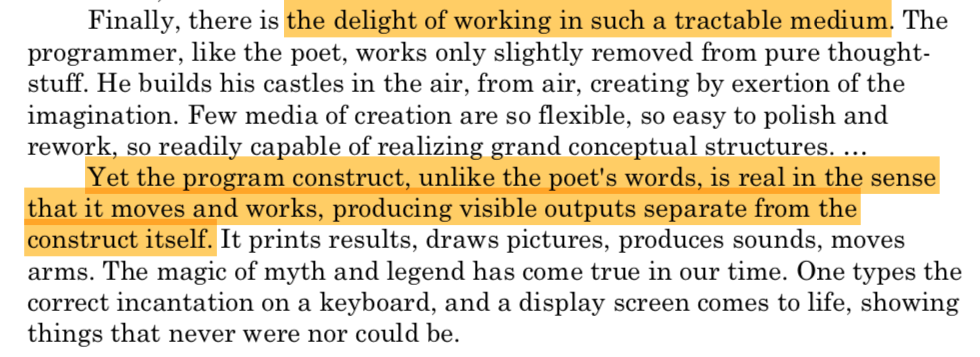 Finally, there is the delight of working in such a tractable medium. The
programmer, like the poet, works only slightly removed from pure thought-
stuff. He builds his castles in the air, from air, creating by exertion of the
imagination. Few media of creation are so flexible, so easy to polish and
rework, so readily capable of realizing grand conceptual structures. ...
Yet the program construct, unlike the poet's words, is real in the sense
that it moves and works, producing visible outputs separate from the
construct itself. It prints results, draws pictures, produces sounds, moves
arms. The magic of myth and legend has come true in our time. One types the
correct incantation on a keyboard, and a display screen comes to life, showing
things that never were nor could be.